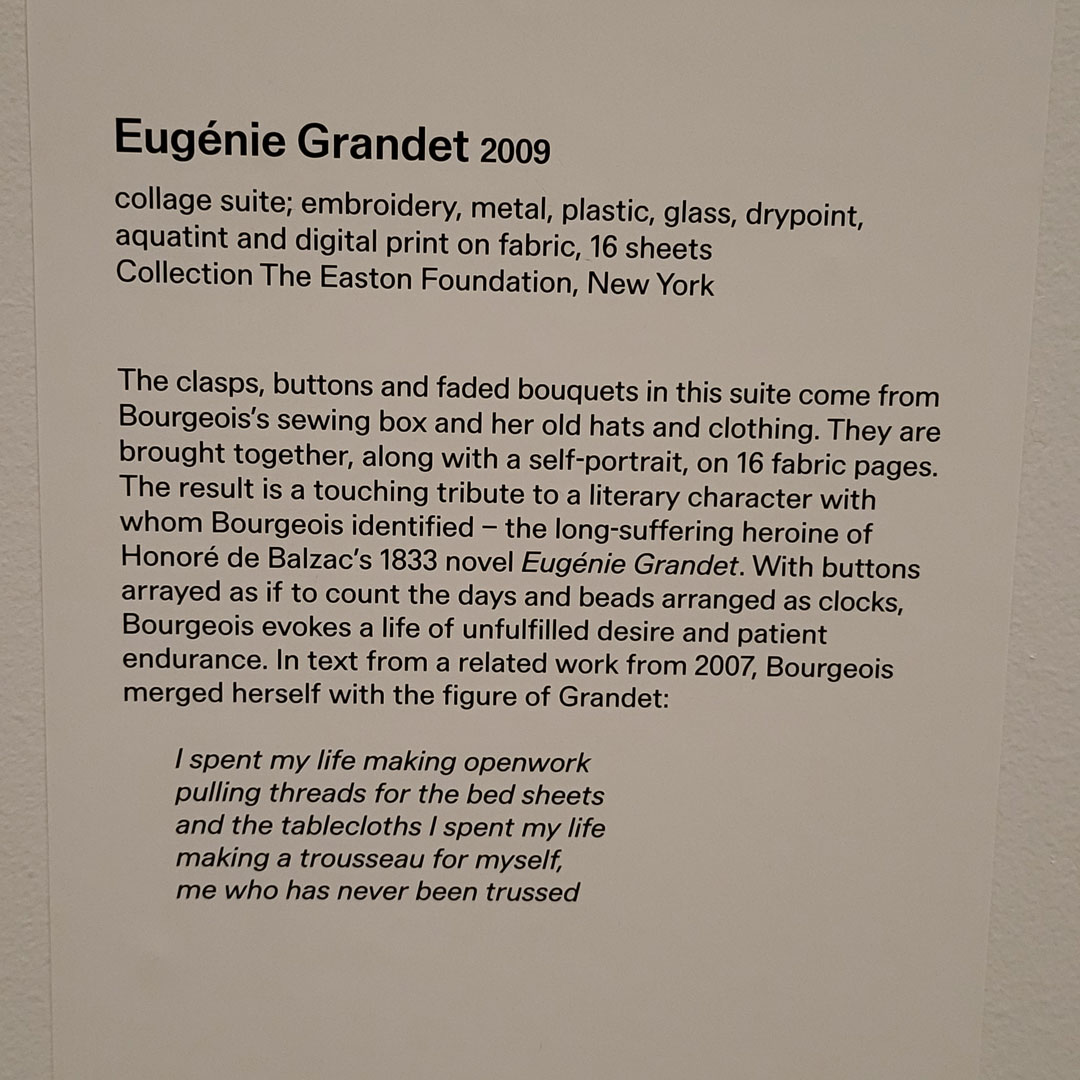 Eugénie Grandet 2009
collage suite; embroidery, metal, plastic, glass, drypoint,
aquatint and digital print on fabric, 16 sheets
Collection The Easton Foundation, New York
The clasps, buttons and faded bouquets in this suite come from
Bourgeois's sewing box and her old hats and clothing. They are
brought together, along with a self-portrait, on 16 fabric pages.
The result is a touching tribute to a literary character with
whom Bourgeois identified – the long-suffering heroine of
Honoré de Balzac's 1833 novel Eugénie Grandet. With buttons
arrayed as if to count the days and beads arranged as clocks,
Bourgeois evokes a life of unfulfilled desire and patient
endurance. In text from a related work from 2007, Bourgeois
merged herself with the figure of Grandet:
I spent my life making openwork
pulling threads for the bed sheets
and the tablecloths I spent my life
making a trousseau for myself,
me who has never been trussed